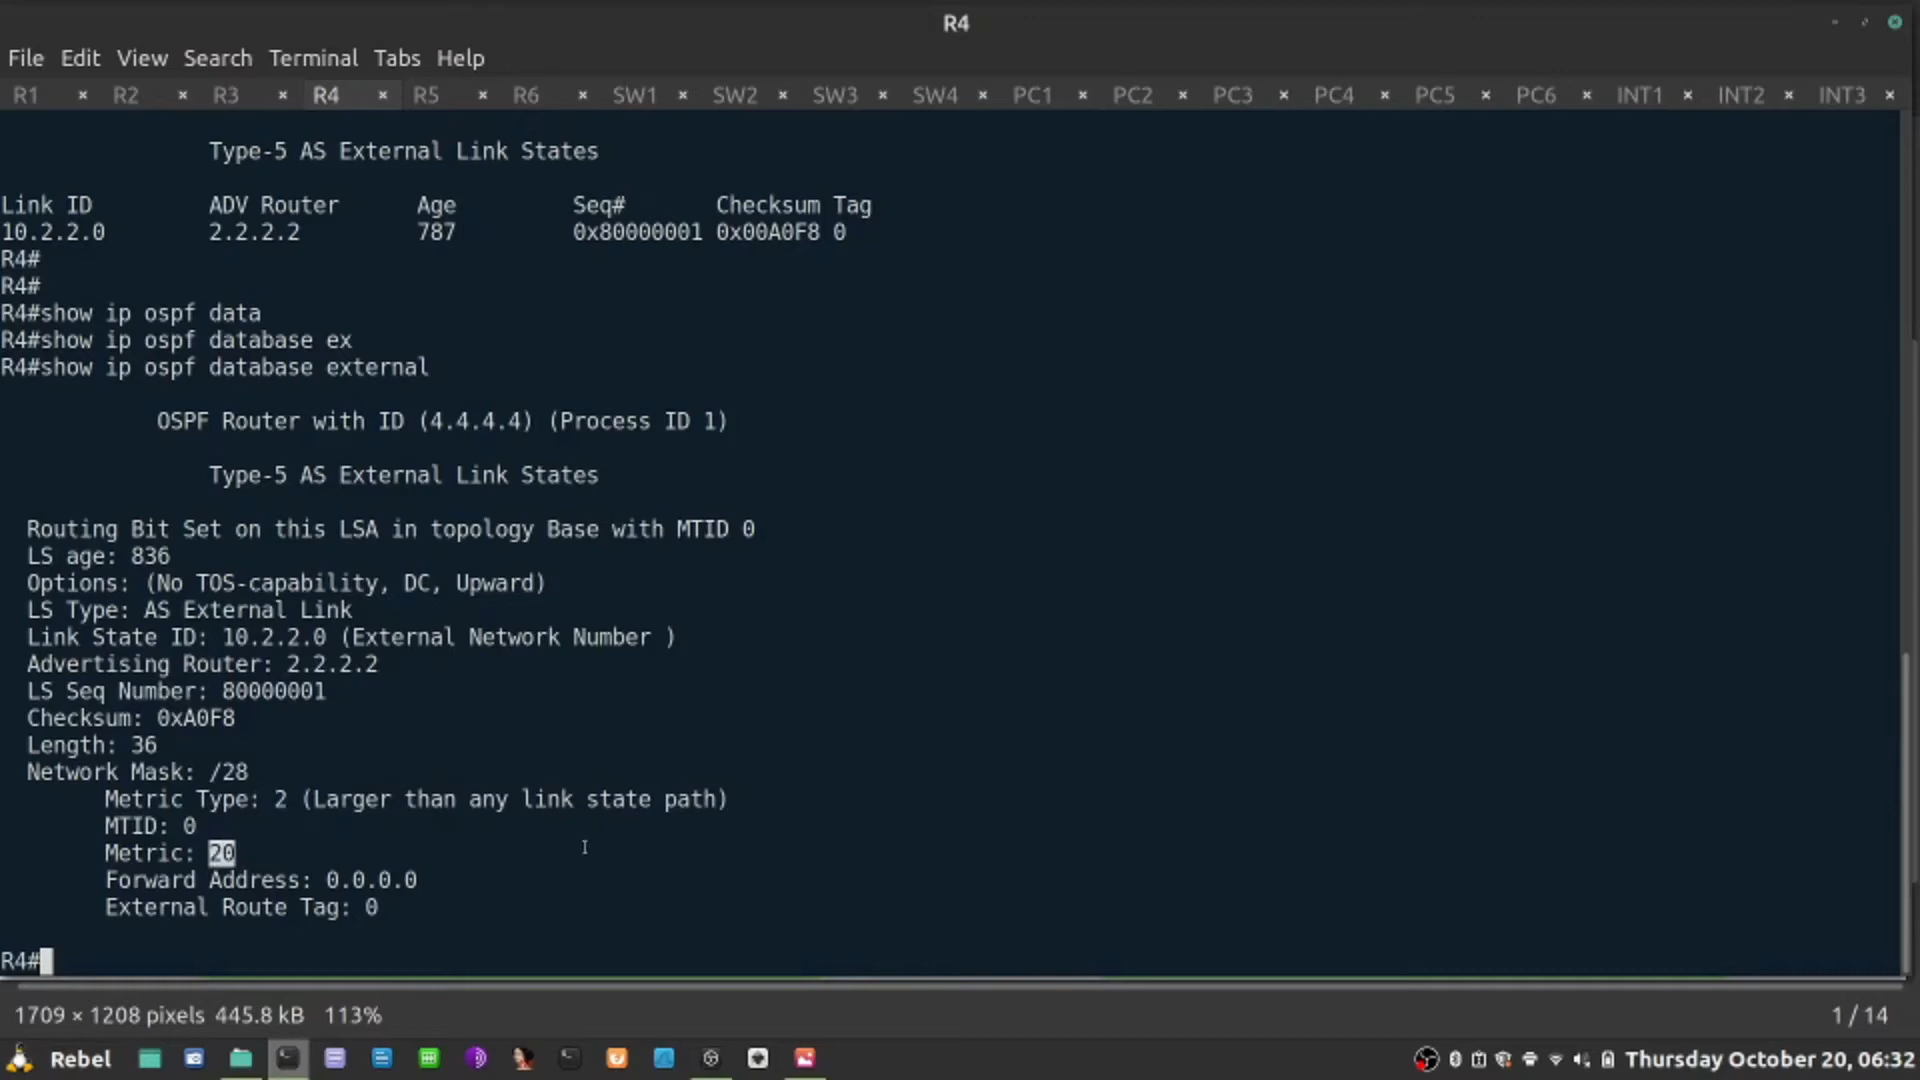 R4
File Edit View Search Terminal Tabs Help
R1 × R2 × R3 × R4 × R5 × R6 × SW1 × SW2 × SW3 × SW4 × PC1 × PC2 × PC3 × PC4 × PC5 × PC6 × INT1 × INT2 × INT3 ×
Type-5 AS External Link States
Link ID ADV Router Age Seq# Checksum Tag
10.2.2.0 2.2.2.2 787 0x80000001 0x00A0F8 0
R4#
R4#
R4#show ip ospf data
R4#show ip ospf database ex
R4#show ip ospf database external
OSPF Router with ID (4.4.4.4) (Process ID 1)
Type-5 AS External Link States
Routing Bit Set on this LSA in topology Base with MTID 0
LS age: 836
Options: (No TOS-capability, DC, Upward)
LS Type: AS External Link
Link State ID: 10.2.2.0 (External Network Number )
Advertising Router: 2.2.2.2
LS Seq Number: 80000001
Checksum: 0xA0F8
Length: 36
Network Mask: /28
Metric Type: 2 (Larger than any link state path)
MTID: 0
Metric: 20
Forward Address: 0.0.0.0
External Route Tag: 0
R4#
1709 × 1208 pixels 445.8 kB 113% 1 / 14
Rebel Thursday October 20, 06:32